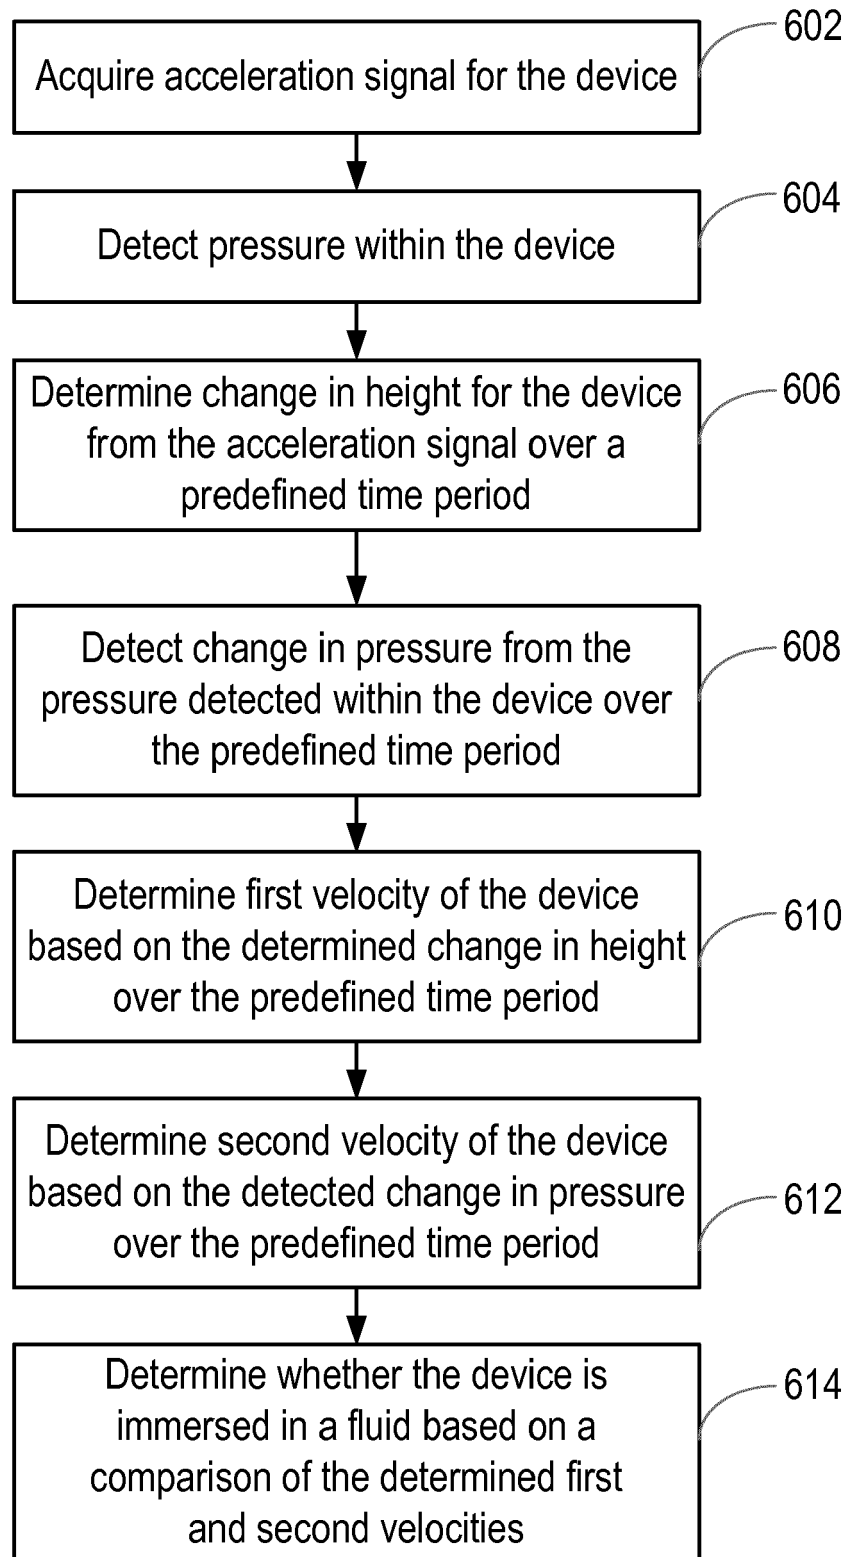 602
Acquire acceleration signal for the device
604
Detect pressure within the device
606
Determine change in height for the device
from the acceleration signal over a
predefined time period
608
Detect change in pressure from the
pressure detected within the device over
the predefined time period
610
Determine first velocity of the device
based on the determined change in height
over the predefined time period
612
Determine second velocity of the device
based on the detected change in pressure
over the predefined time period
614
Determine whether the device is
immersed in a fluid based on a
comparison of the determined first
and second velocities